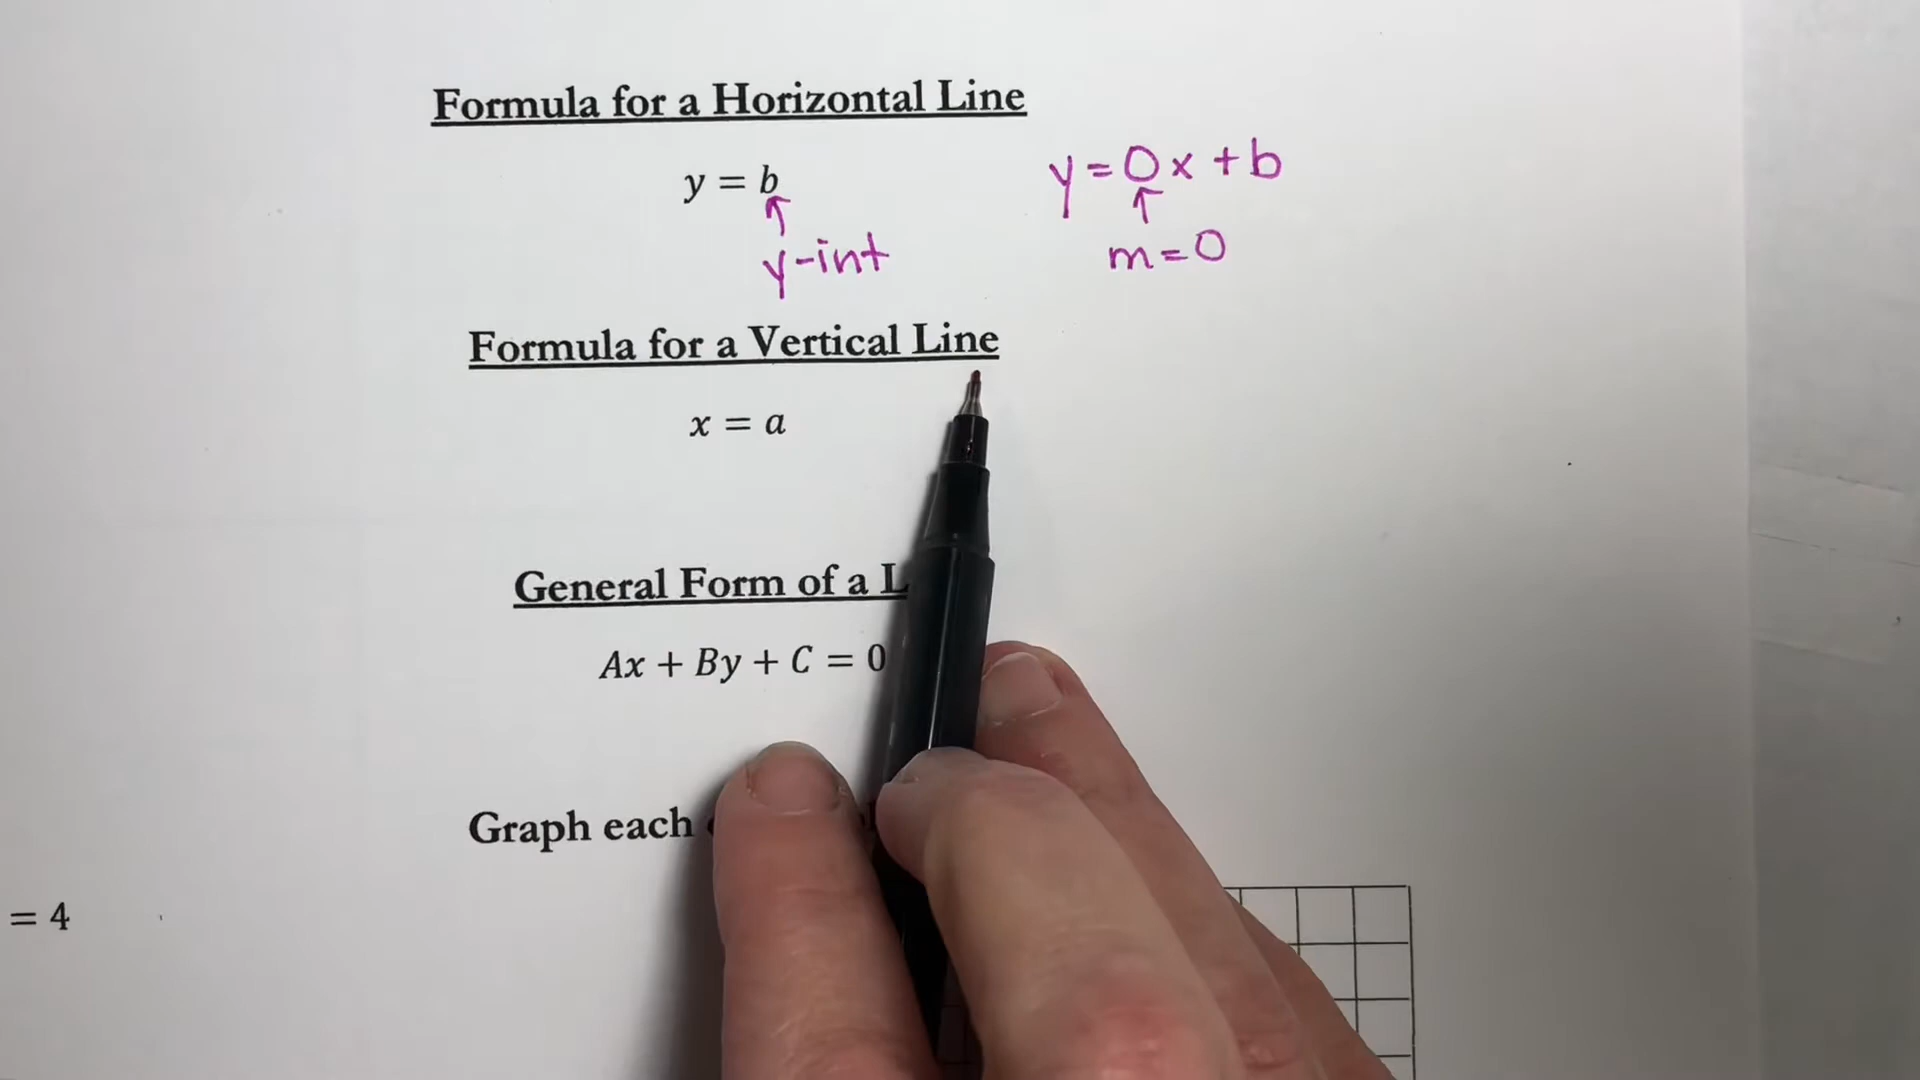 Formula for a Horizontal Line
y = b
y = 0x + b
y-int
m = 0
Formula for a Vertical Line
x = a
General Form of a L
Ax + By + C = 0
Graph each
= 4